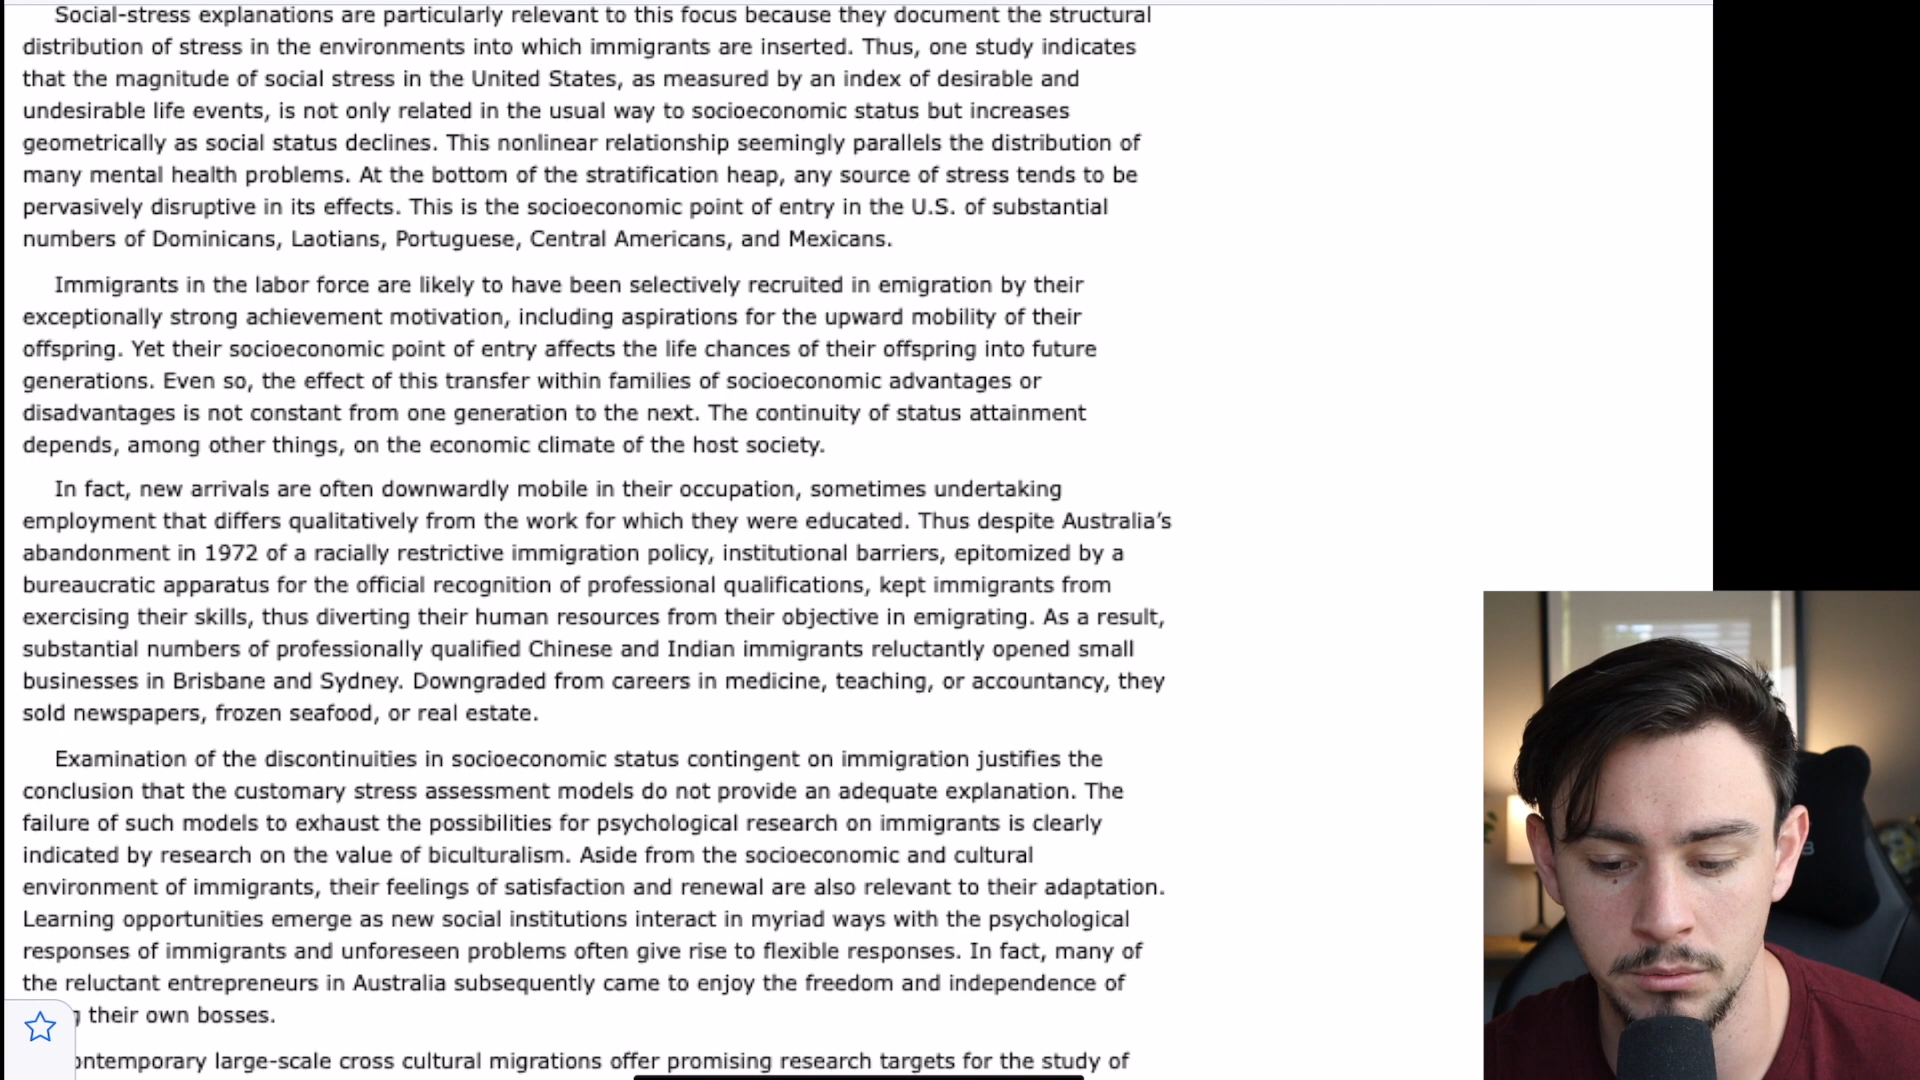 Social-stress explanations are particularly relevant to this focus because they document the structural
distribution of stress in the environments into which immigrants are inserted. Thus, one study indicates
that the magnitude of social stress in the United States, as measured by an index of desirable and
undesirable life events, is not only related in the usual way to socioeconomic status but increases
geometrically as social status declines. This nonlinear relationship seemingly parallels the distribution of
many mental health problems. At the bottom of the stratification heap, any source of stress tends to be
pervasively disruptive in its effects. This is the socioeconomic point of entry in the U.S. of substantial
numbers of Dominicans, Laotians, Portuguese, Central Americans, and Mexicans.
Immigrants in the labor force are likely to have been selectively recruited in emigration by their
exceptionally strong achievement motivation, including aspirations for the upward mobility of their
offspring. Yet their socioeconomic point of entry affects the life chances of their offspring into future
generations. Even so, the effect of this transfer within families of socioeconomic advantages or
disadvantages is not constant from one generation to the next. The continuity of status attainment
depends, among other things, on the economic climate of the host society.
In fact, new arrivals are often downwardly mobile in their occupation, sometimes undertaking
employment that differs qualitatively from the work for which they were educated. Thus despite Australia's
abandonment in 1972 of a racially restrictive immigration policy, institutional barriers, epitomized by a
bureaucratic apparatus for the official recognition of professional qualifications, kept immigrants from
exercising their skills, thus diverting their human resources from their objective in emigrating. As a result,
substantial numbers of professionally qualified Chinese and Indian immigrants reluctantly opened small
businesses in Brisbane and Sydney. Downgraded from careers in medicine, teaching, or accountancy, they
sold newspapers, frozen seafood, or real estate.
Examination of the discontinuities in socioeconomic status contingent on immigration justifies the
conclusion that the customary stress assessment models do not provide an adequate explanation. The
failure of such models to exhaust the possibilities for psychological research on immigrants is clearly
indicated by research on the value of biculturalism. Aside from the socioeconomic and cultural
environment of immigrants, their feelings of satisfaction and renewal are also relevant to their adaptation.
Learning opportunities emerge as new social institutions interact in myriad ways with the psychological
responses of immigrants and unforeseen problems often give rise to flexible responses. In fact, many of
the reluctant entrepreneurs in Australia subsequently came to enjoy the freedom and independence of
their own bosses.
ontemporary large-scale cross cultural migrations offer promising research targets for the study of